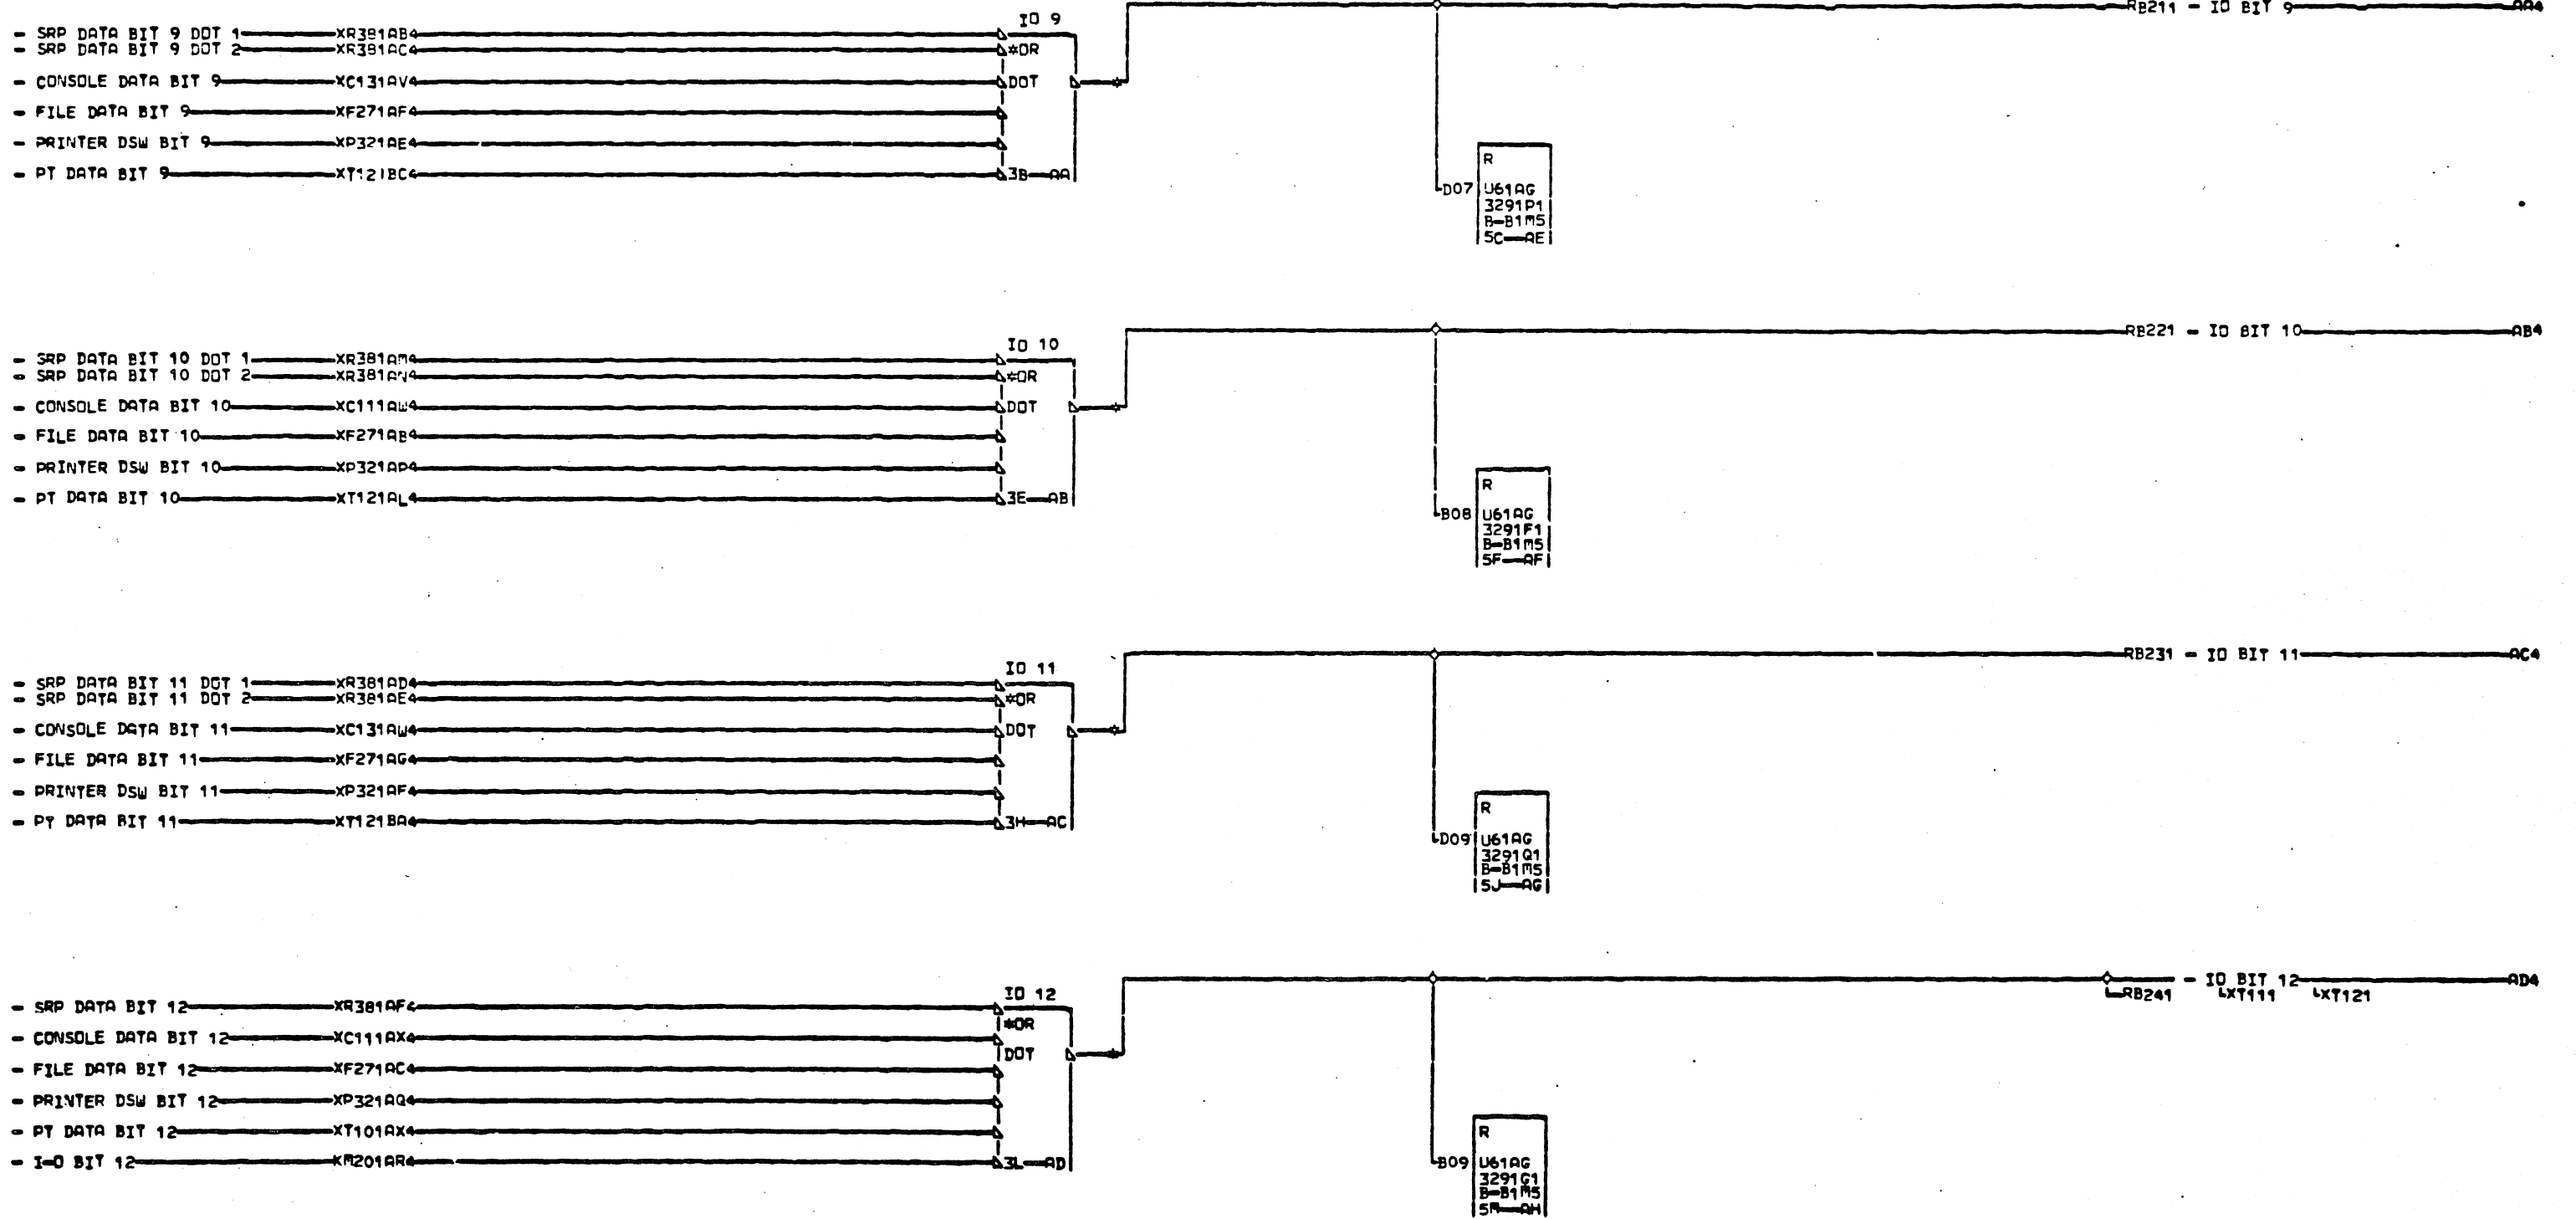 IO 9
RB211 - IO BIT 9 AA4
- SRP DATA BIT 9 DOT 1 XR381AB4
- SRP DATA BIT 9 DOT 2 XR381AC4 *OR
- CONSOLE DATA BIT 9 XC131AV4 DOT
- FILE DATA BIT 9 XF271AF4
- PRINTER DSW BIT 9 XP321AE4
- PT DATA BIT 9 XT121BC4 3B AA
R
D07 U61AG
3291P1
B-B1M5
5C AE
RB221 - IO BIT 10 AB4
IO 10
- SRP DATA BIT 10 DOT 1 XR381AM4
- SRP DATA BIT 10 DOT 2 XR381AN4 *OR
- CONSOLE DATA BIT 10 XC111AW4 DOT
- FILE DATA BIT 10 XF271AB4
- PRINTER DSW BIT 10 XP321AP4
- PT DATA BIT 10 XT121AL4 3E AB
R
B08 U61AG
3291F1
B-B1M5
5F AF
RB231 - IO BIT 11 AC4
IO 11
- SRP DATA BIT 11 DOT 1 XR381AD4
- SRP DATA BIT 11 DOT 2 XR381AE4 *OR
- CONSOLE DATA BIT 11 XC131AW4 DOT
- FILE DATA BIT 11 XF271AG4
- PRINTER DSW BIT 11 XP321AF4
- PT DATA BIT 11 XT121BA4 3H AC
R
D09 U61AG
3291Q1
B-B1M5
5J AG
- IO BIT 12 AD4
RB241 XT111 XT121
IO 12
- SRP DATA BIT 12 XR381AF4
*OR
- CONSOLE DATA BIT 12 XC111AX4
DOT
- FILE DATA BIT 12 XF271AC4
- PRINTER DSW BIT 12 XP321AQ4
- PT DATA BIT 12 XT101AX4
- I-O BIT 12 KM201AR4 3L AD
R
B09 U61AG
3291G1
B-B1M5
5M AH